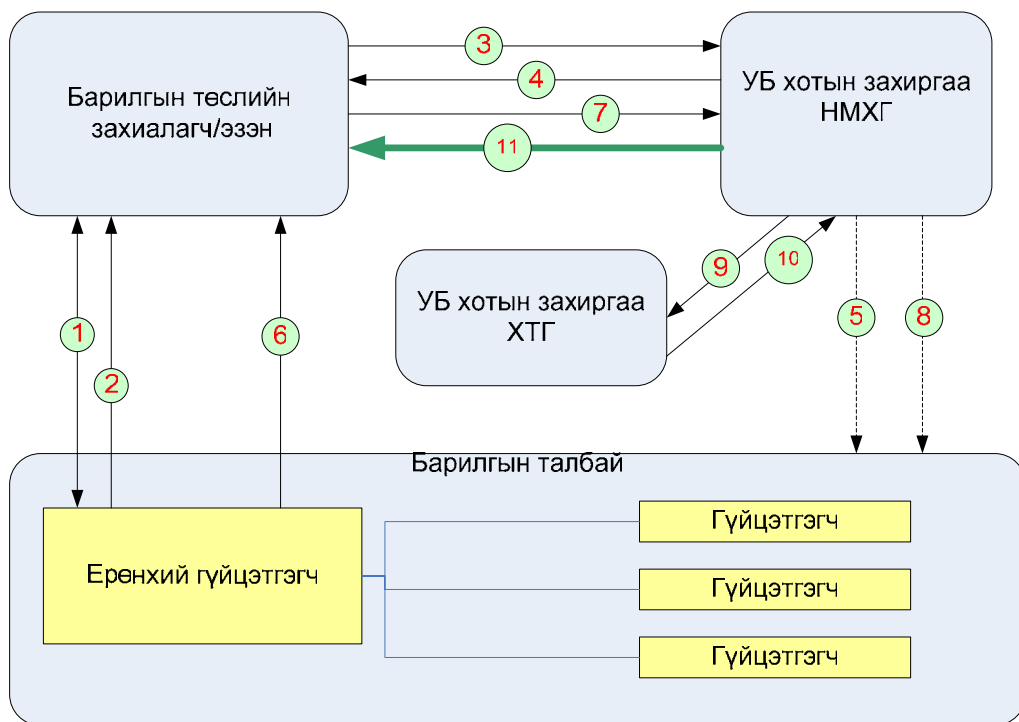 3
4
7
11
Барилгын төслийн
захиалагч/эзэн
УБ хотын захиргаа
НМХГ
УБ хотын захиргаа
ХТГ
9
10
1
2
6
5
8
Барилгын талбай
Ерөнхий гүйцэтгэгч
Гүйцэтгэгч
Гүйцэтгэгч
Гүйцэтгэгч